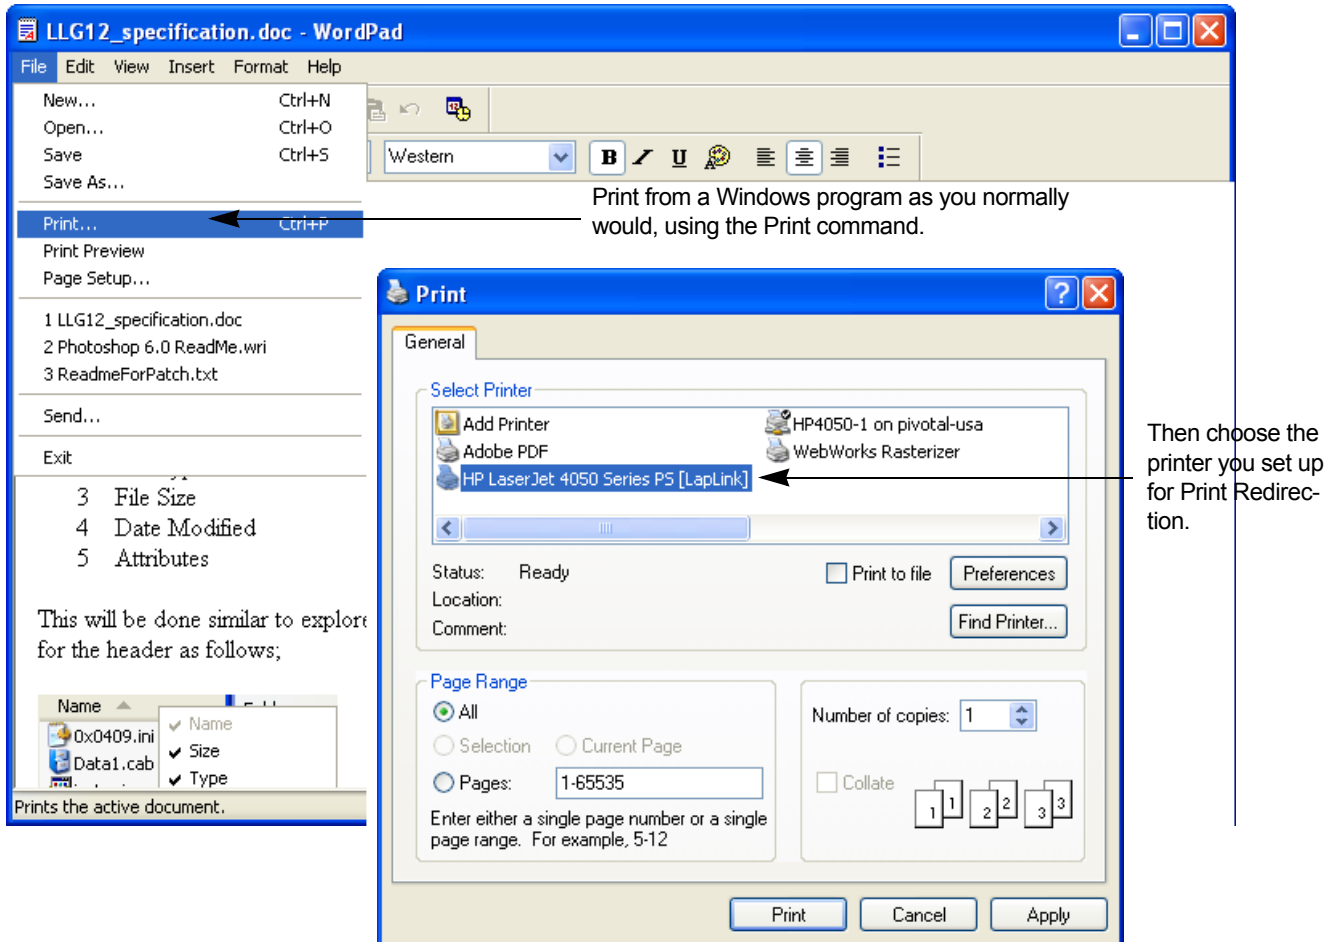 LLG12_specification.doc - WordPad
File Edit View Insert Format Help
New... Ctrl+N
Open... Ctrl+O
Save Ctrl+S
Save As...
Print... Ctrl+P
Print Preview
Page Setup...
1 LLG12_specification.doc
2 Photoshop 6.0 ReadMe.wri
3 ReadmeForPatch.txt
Send...
Exit
Western
B / U
Print from a Windows program as you normally
would, using the Print command.
3 File Size
4 Date Modified
5 Attributes
This will be done similar to explore
for the header as follows;
Name
0x0409.ini
Data1.cab
Name
Size
Type
Prints the active document.
Print
General
Select Printer
Add Printer
HP4050-1 on pivotal-usa
Adobe PDF
WebWorks Rasterizer
HP LaserJet 4050 Series PS [LapLink]
Then choose the
printer you set up
for Print Redirec-
tion.
Status: Ready
Print to file
Preferences
Location:
Comment:
Find Printer...
Page Range
All
Selection Current Page
Pages: 1-65535
Enter either a single page number or a single
page range. For example, 5-12
Number of copies: 1
Collate
1 1 2 2 3 3
Print Cancel Apply